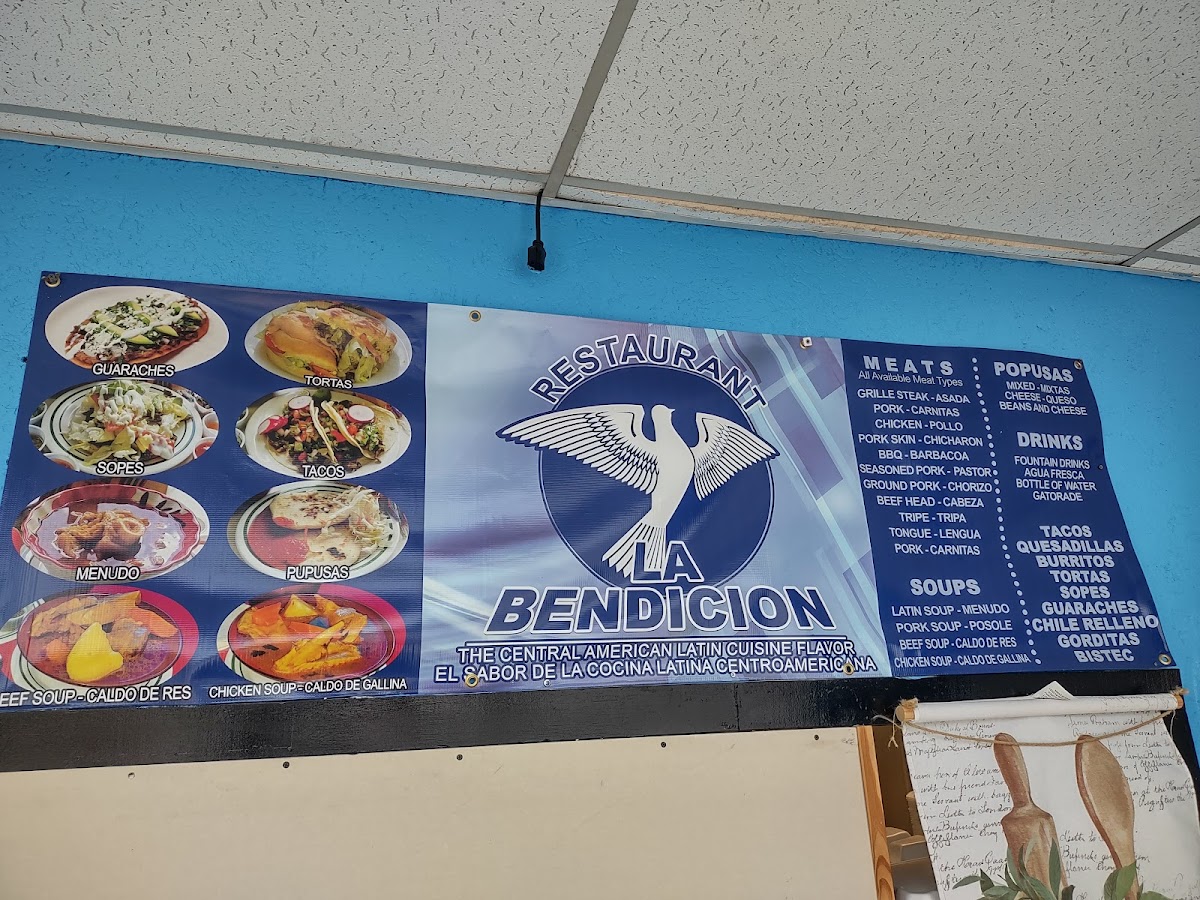 GUARACHES
TORTAS
SOPES
TACOS
MENUDO
PUPUSAS
EEF SOUP - CALDO DE RES
CHICKEN SOUP - CALDO DE GALLINA
RESTAURANT
LA
BENDICION
THE CENTRAL AMERICAN LATIN CUISINE FLAVOR
EL SABOR DE LA COCINA LATINA CENTROAMERICANA
MEATS
All Available Meat Types
GRILLE STEAK - ASADA
PORK - CARNITAS
CHICKEN - POLLO
PORK SKIN - CHICHARON
BBQ - BARBACOA
SEASONED PORK - PASTOR
GROUND PORK - CHORIZO
BEEF HEAD - CABEZA
TRIPE - TRIPA
TONGUE - LENGUA
PORK - CARNITAS
SOUPS
LATIN SOUP - MENUDO
PORK SOUP - POSOLE
BEEF SOUP - CALDO DE RES
CHICKEN SOUP - CALDO DE GALLINA
POPUSAS
MIXED - MIXTAS
CHEESE - QUESO
BEANS AND CHEESE
DRINKS
FOUNTAIN DRINKS
AGUA FRESCA
BOTTLE OF WATER
GATORADE
TACOS
QUESADILLAS
BURRITOS
TORTAS
SOPES
GUARACHES
CHILE RELLENO
GORDITAS
BISTEC